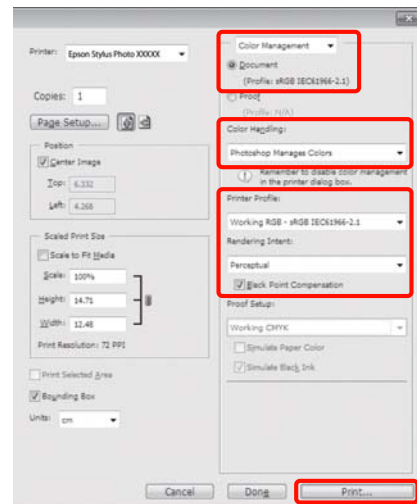 Printer: Epson Stylus Photo XXXXX
Copies: 1
Page Setup...
Position
Center Image
Top: 6.332
Left: 4.268
Scaled Print Size
Scale to Fit Media
Scale: 100%
Height: 14.71
Width: 12.48
Print Resolution: 72 PPI
Print Selected Area
Bounding Box
Units: cm
Color Management
Document
(Profile: sRGB IEC61966-2.1)
Proof
(Profile: N/A)
Color Handling:
Photoshop Manages Colors
Remember to disable color management
in the printer dialog box.
Printer Profile:
Working RGB - sRGB IEC61966-2.1
Rendering Intent:
Perceptual
Black Point Compensation
Proof Setup:
Working CMYK
Simulate Paper Color
Simulate Black Ink
Cancel
Done
Print...